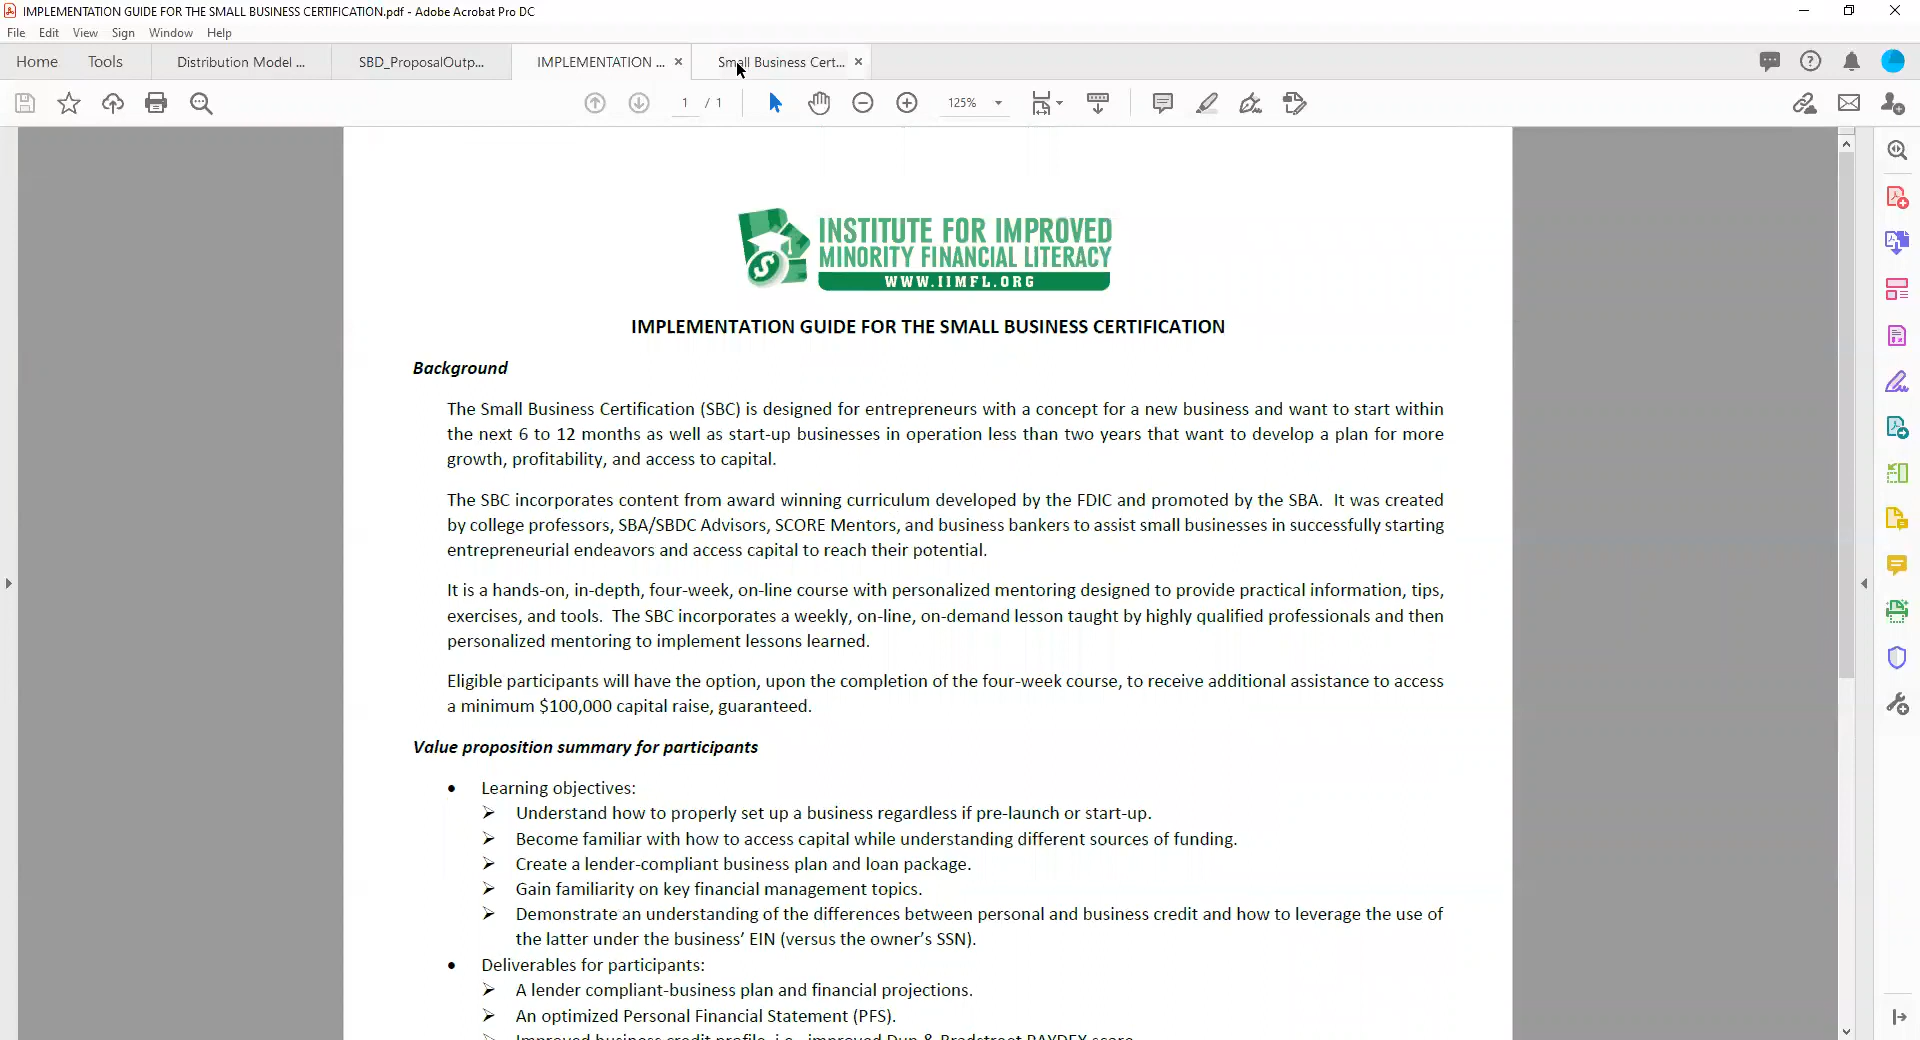 IMPLEMENTATION GUIDE FOR THE SMALL BUSINESS CERTIFICATION.pdf - Adobe Acrobat Pro DC
File Edit View Sign Window Help
Home Tools Distribution Model ... SBD_ProposalOutp... IMPLEMENTATION ... Small Business Cert...
1 / 1 125%
INSTITUTE FOR IMPROVED
MINORITY FINANCIAL LITERACY
WWW.IIMFL.ORG
IMPLEMENTATION GUIDE FOR THE SMALL BUSINESS CERTIFICATION
Background
The Small Business Certification (SBC) is designed for entrepreneurs with a concept for a new business and want to start within
the next 6 to 12 months as well as start-up businesses in operation less than two years that want to develop a plan for more
growth, profitability, and access to capital.
The SBC incorporates content from award winning curriculum developed by the FDIC and promoted by the SBA. It was created
by college professors, SBA/SBDC Advisors, SCORE Mentors, and business bankers to assist small businesses in successfully starting
entrepreneurial endeavors and access capital to reach their potential.
It is a hands-on, in-depth, four-week, on-line course with personalized mentoring designed to provide practical information, tips,
exercises, and tools. The SBC incorporates a weekly, on-line, on-demand lesson taught by highly qualified professionals and then
personalized mentoring to implement lessons learned.
Eligible participants will have the option, upon the completion of the four-week course, to receive additional assistance to access
a minimum $100,000 capital raise, guaranteed.
Value proposition summary for participants
• Learning objectives:
➢ Understand how to properly set up a business regardless if pre-launch or start-up.
➢ Become familiar with how to access capital while understanding different sources of funding.
➢ Create a lender-compliant business plan and loan package.
➢ Gain familiarity on key financial management topics.
➢ Demonstrate an understanding of the differences between personal and business credit and how to leverage the use of
the latter under the business' EIN (versus the owner's SSN).
• Deliverables for participants:
➢ A lender compliant-business plan and financial projections.
➢ An optimized Personal Financial Statement (PFS).
➢ Improved business credit profile, i.e., improved Dun & Bradstreet PAYDEX score